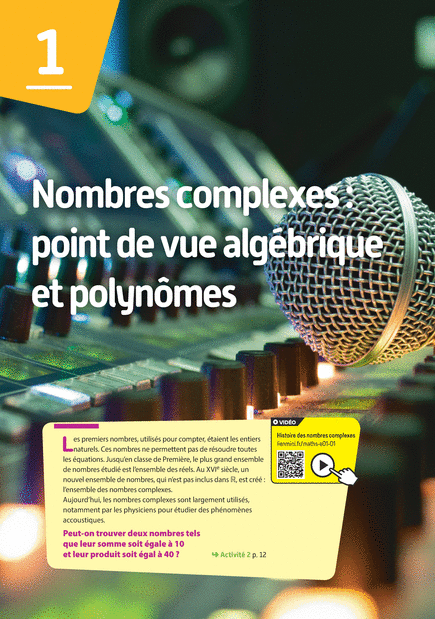 1
Nombres complexes :
point de vue algébrique
et polynômes
Les premiers nombres, utilisés pour compter, étaient les entiers
naturels. Ces nombres ne permettent pas de résoudre toutes
les équations. Jusqu'en classe de Première, le plus grand ensemble
de nombres étudié est l'ensemble des réels. Au XVIe siècle, un
nouvel ensemble de nombres, qui n'est pas inclus dans ℝ, est créé :
l'ensemble des nombres complexes.
Aujourd'hui, les nombres complexes sont largement utilisés,
notamment par les physiciens pour étudier des phénomènes
accoustiques.
Peut-on trouver deux nombres tels
que leur somme soit égale à 10
et leur produit soit égal à 40 ?
Activité 2 p. 12
VIDÉO
Histoire des nombres complexes
lienmini.fr/maths-e01-01